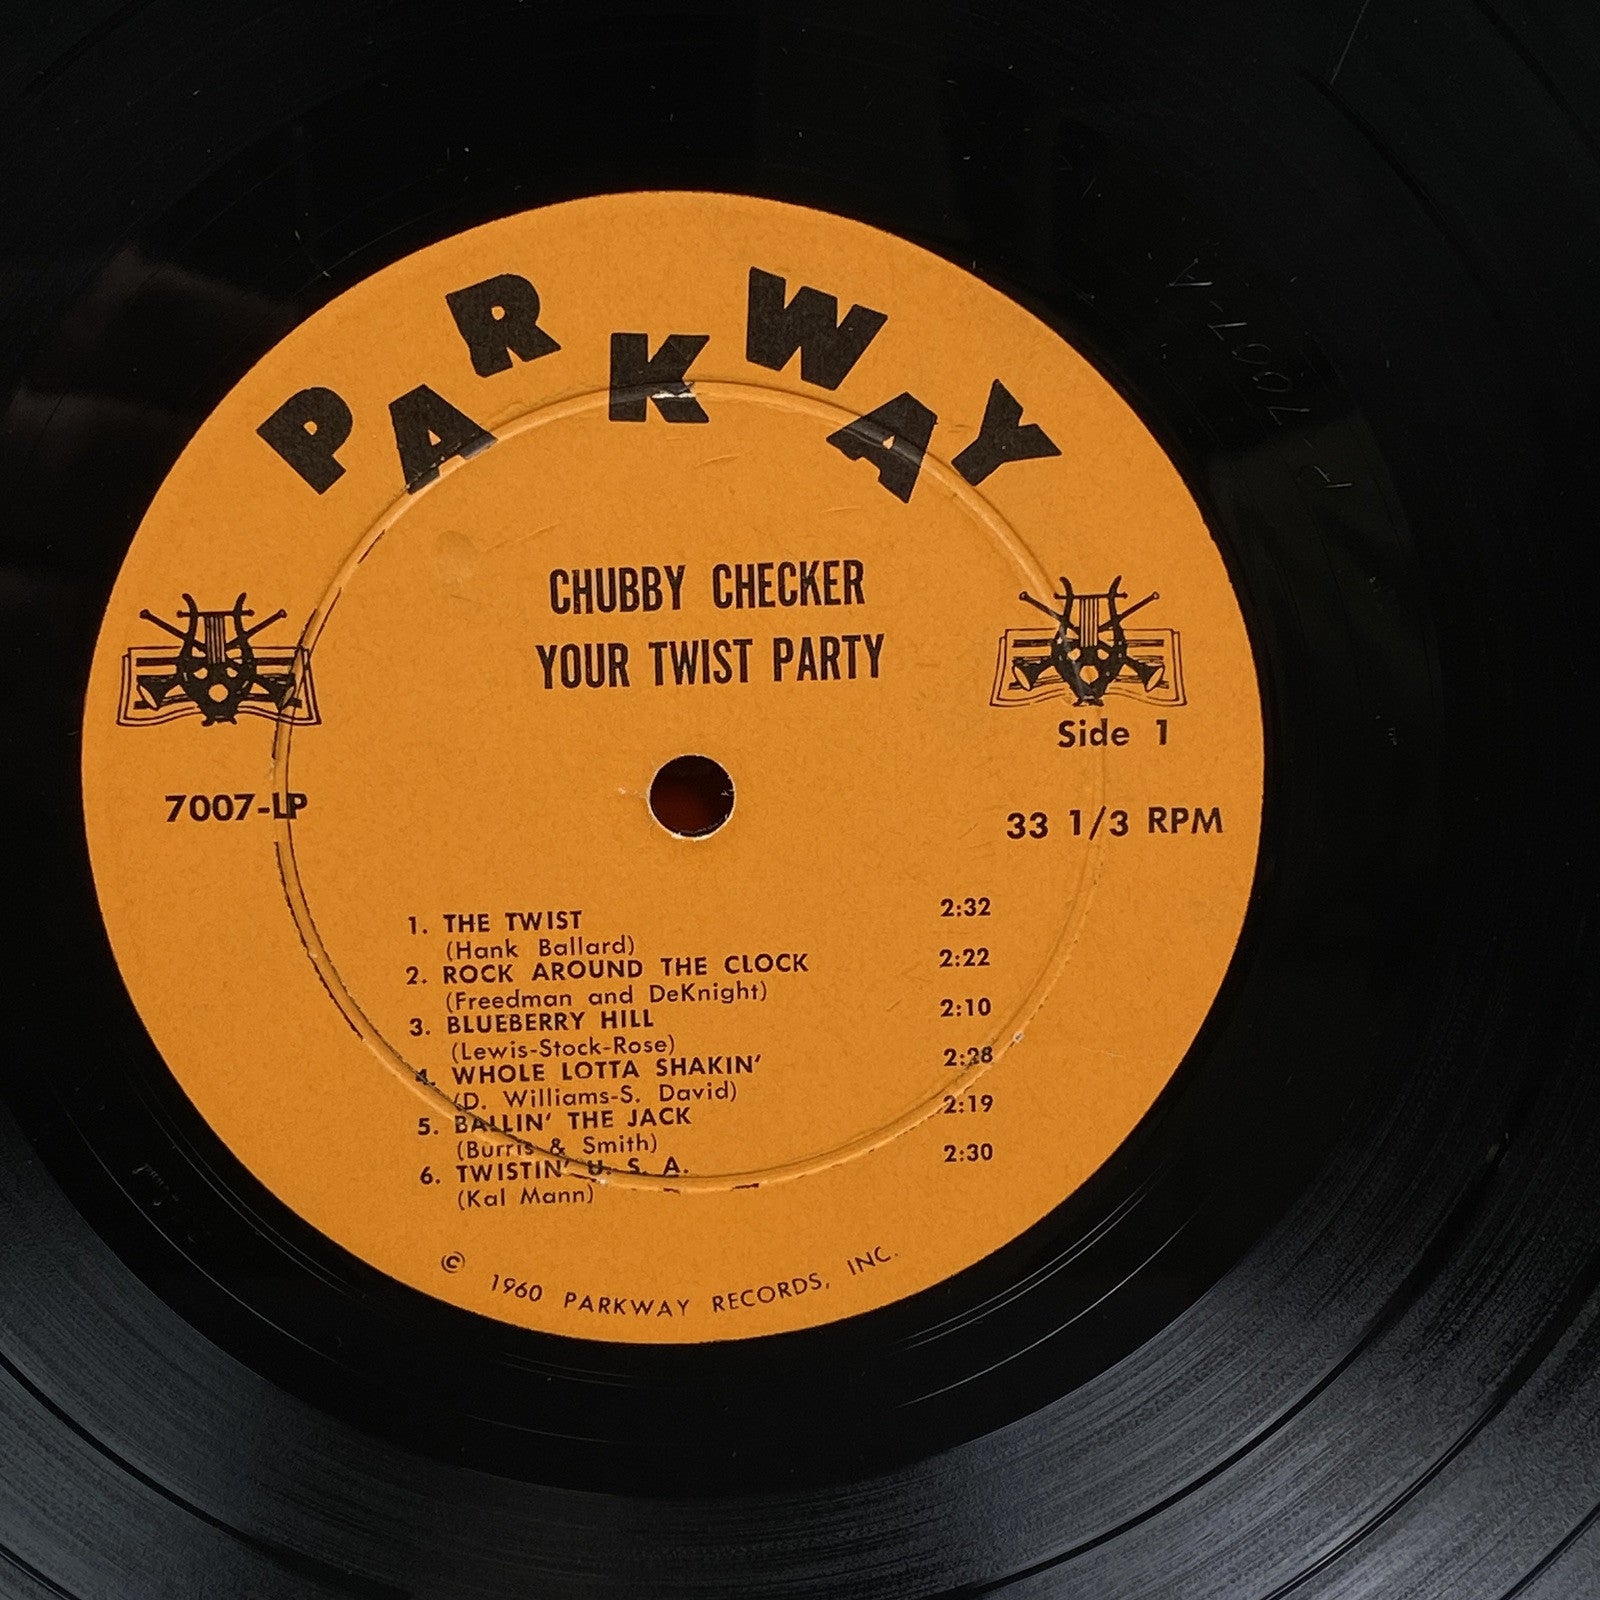 PARKWAY
CHUBBY CHECKER
YOUR TWIST PARTY
Side 1
7007-LP
33 1/3 RPM
1. THE TWIST 2:32
(Hank Ballard)
2. ROCK AROUND THE CLOCK 2:22
(Freedman and DeKnight)
3. BLUEBERRY HILL 2:10
(Lewis-Stock-Rose)
4. WHOLE LOTTA SHAKIN' 2:28
(D. Williams-S. David)
5. BALLIN' THE JACK 2:19
(Burris & Smith)
6. TWISTIN' U. S. A. 2:30
(Kal Mann)
© 1960 PARKWAY RECORDS, INC.